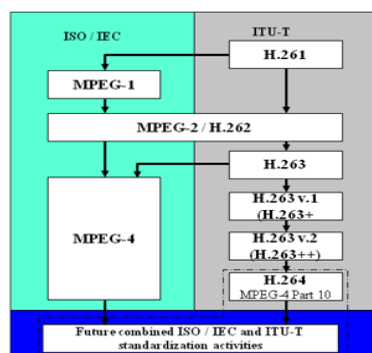 ISO / IEC
ITU-T
H.261
MPEG-1
MPEG-2 / H.262
H.263
MPEG-4
H.263 v.1
(H.263+
H.263 v.2
(H.263++)
H.264
MPEG-4 Part 10
Future combined ISO / IEC and ITU-T
standardization activities